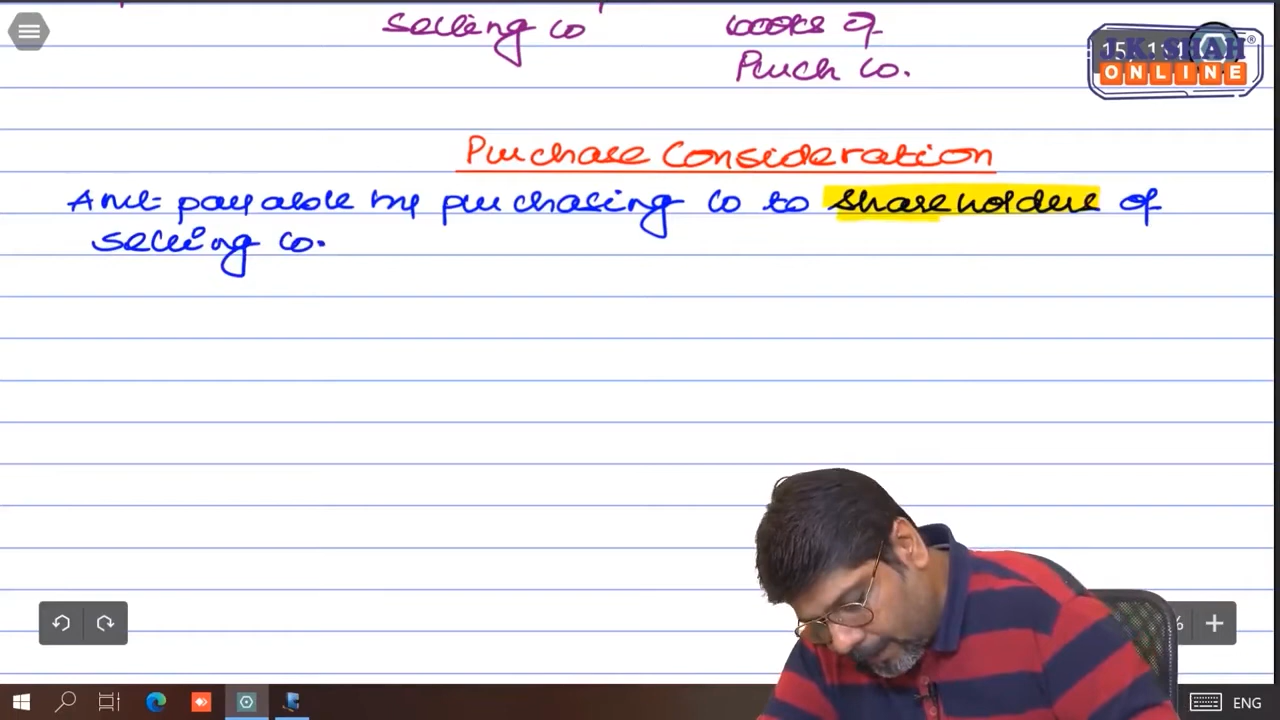 selling co
books of
Purch co.
J.K. SHAH®
ONLINE
Purchase Consideration
Amt payable by purchasing co to shareholders of
selling co.
%
ENG